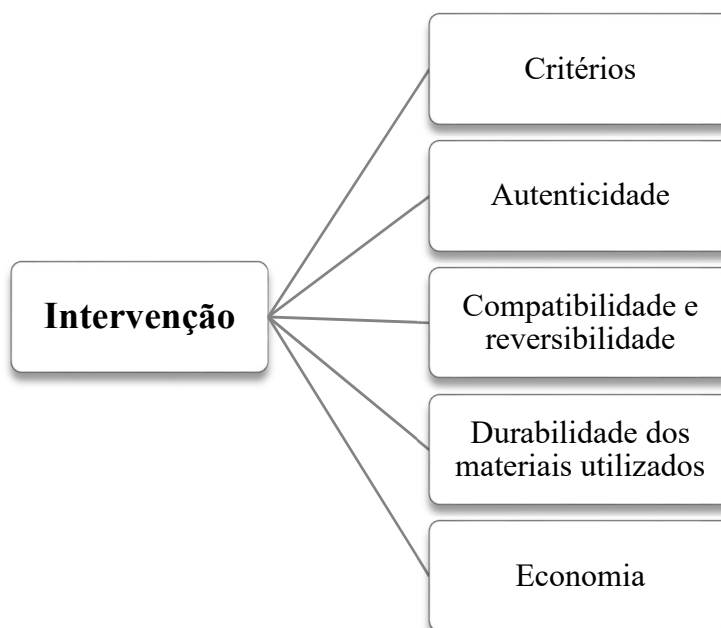 Critérios
Autenticidade
Intervenção
Compatibilidade e
reversibilidade
Durabilidade dos
materiais utilizados
Economia